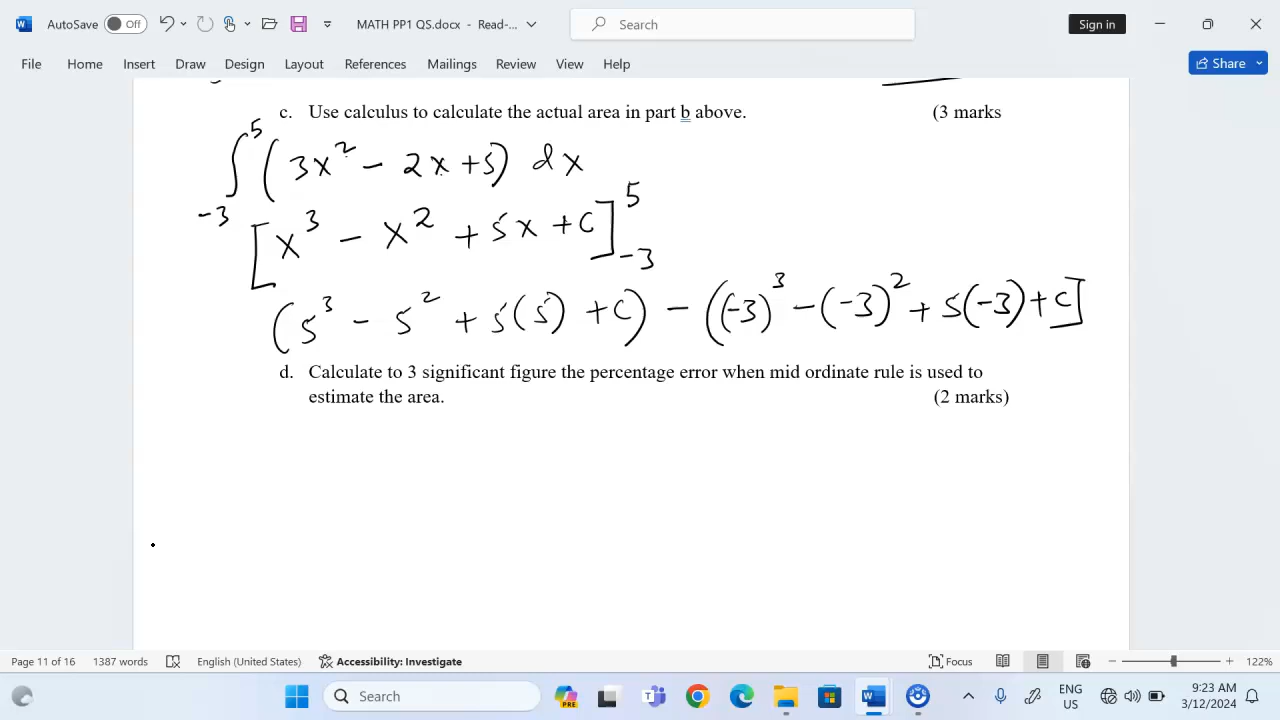 AutoSave Off MATH PP1 QS.docx - Read-... Search Sign in
File Home Insert Draw Design Layout References Mailings Review View Help Share
c. Use calculus to calculate the actual area in part b above. (3 marks
∫₋₃⁵ (3x² - 2x + 5) dx
[x³ - x² + 5x + C]₋₃⁵
(5³ - 5² + 5(5) + C) - ((-3)³ - (-3)² + 5(-3) + C]
d. Calculate to 3 significant figure the percentage error when mid ordinate rule is used to
estimate the area. (2 marks)
Page 11 of 16 1387 words English (United States) Accessibility: Investigate Focus 122%
Search PRE ENG US 9:23 AM 3/12/2024